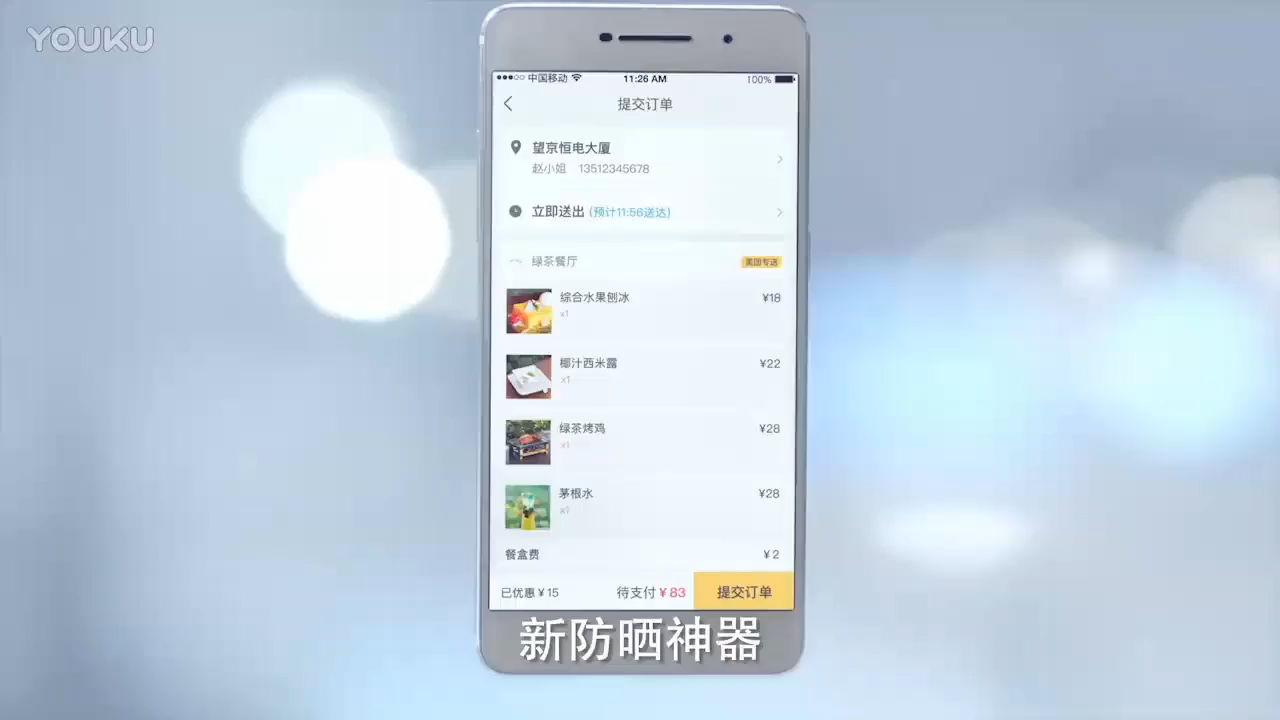 YOUKU
中国移动 11:26 AM 100%
提交订单
望京恒电大厦
赵小姐 13512345678
立即送出 (预计11:56送达)
绿茶餐厅 美团专送
综合水果刨冰 ¥18
x1
椰汁西米露 ¥22
x1
绿茶烤鸡 ¥28
x1
茅根水 ¥28
餐盒费 ¥2
已优惠¥15 待支付¥83 提交订单
新防晒神器